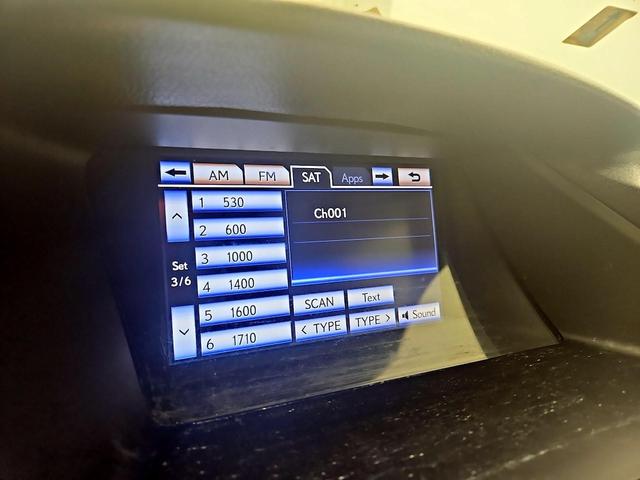 AM FM SAT Apps
1 530
2 600
3 1000
4 1400
5 1600
6 1710
Set
3/6
Ch001
SCAN Text
< TYPE TYPE > Sound